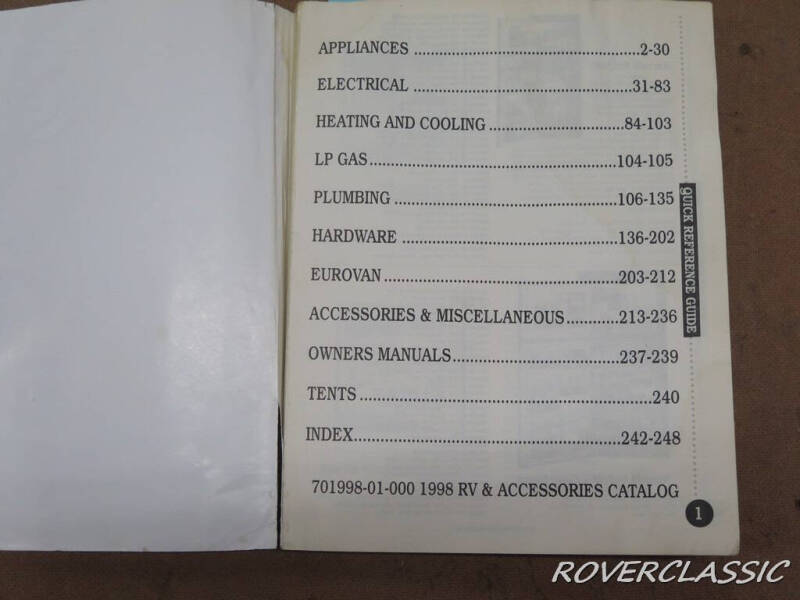 APPLIANCES ........................................2-30
ELECTRICAL .......................................31-83
HEATING AND COOLING ........................84-103
LP GAS............................................104-105
PLUMBING .......................................106-135
HARDWARE ......................................136-202
EUROVAN.........................................203-212
ACCESSORIES & MISCELLANEOUS............213-236
OWNERS MANUALS..............................237-239
TENTS...................................................240
INDEX...............................................242-248
701998-01-000 1998 RV & ACCESSORIES CATALOG
QUICK REFERENCE GUIDE
1
ROVERCLASSIC